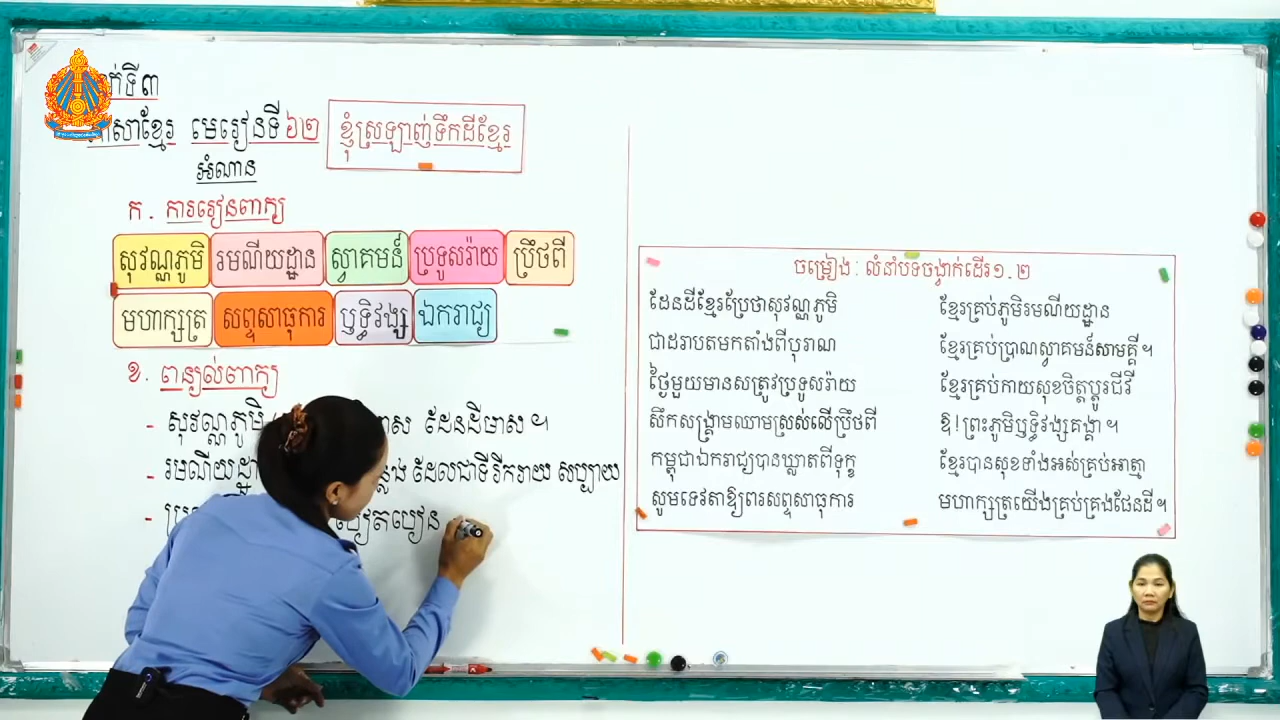 ថ្នាក់ទី៣
ភាសាខ្មែរ មេរៀនទី ៦២ ខ្ញុំស្រឡាញ់ទឹកដីខ្មែរ
អំណាន
ក . ការរៀនពាក្យ
សុវណ្ណភូមិ រមណីយដ្ឋាន ស្វាគមន៍ ប្រទូសរ៉ាយ ប្រឹថពី
មហាក្សត្រ សព្ទសាធុការ ឫទ្ធិវង្ស ឯករាជ្យ
ខ . ពន្យល់ពាក្យ
- សុវណ្ណភូមិ ដែនដីមាស ។
- រមណីយដ្ឋា ដែលជាទីរីករាយ សប្បាយ
- ប្រ បៀតបៀន
ចម្រៀង : លំនាំបទចង្វាក់ដើរ១.២
ដែនដីខ្មែរប្រែថាសុវណ្ណភូមិ
ជាដរាបតមកតាំងពីបុរាណ
ថ្ងៃមួយមានសត្រូវប្រទូសរ៉ាយ
សឹកសង្គ្រាមឈាមស្រស់លើប្រឹថពី
កម្ពុជាឯករាជ្យបានឃ្លាតពីទុក្ខ
សូមទេវតាឱ្យពរសព្ទសាធុការ
ខ្មែរគ្រប់ភូមិរមណីយដ្ឋាន
ខ្មែរគ្រប់ប្រាណស្វាគមន៍សាមគ្គី ។
ខ្មែរគ្រប់កាយសុខចិត្តប្ដូរជីវី
ឱ! ព្រះភូមិឫទ្ធិវង្សគង្គា ។
ខ្មែរបានសុខទាំងអស់គ្រប់អាត្មា
មហាក្សត្រយើងគ្រប់គ្រងផែនដី ។